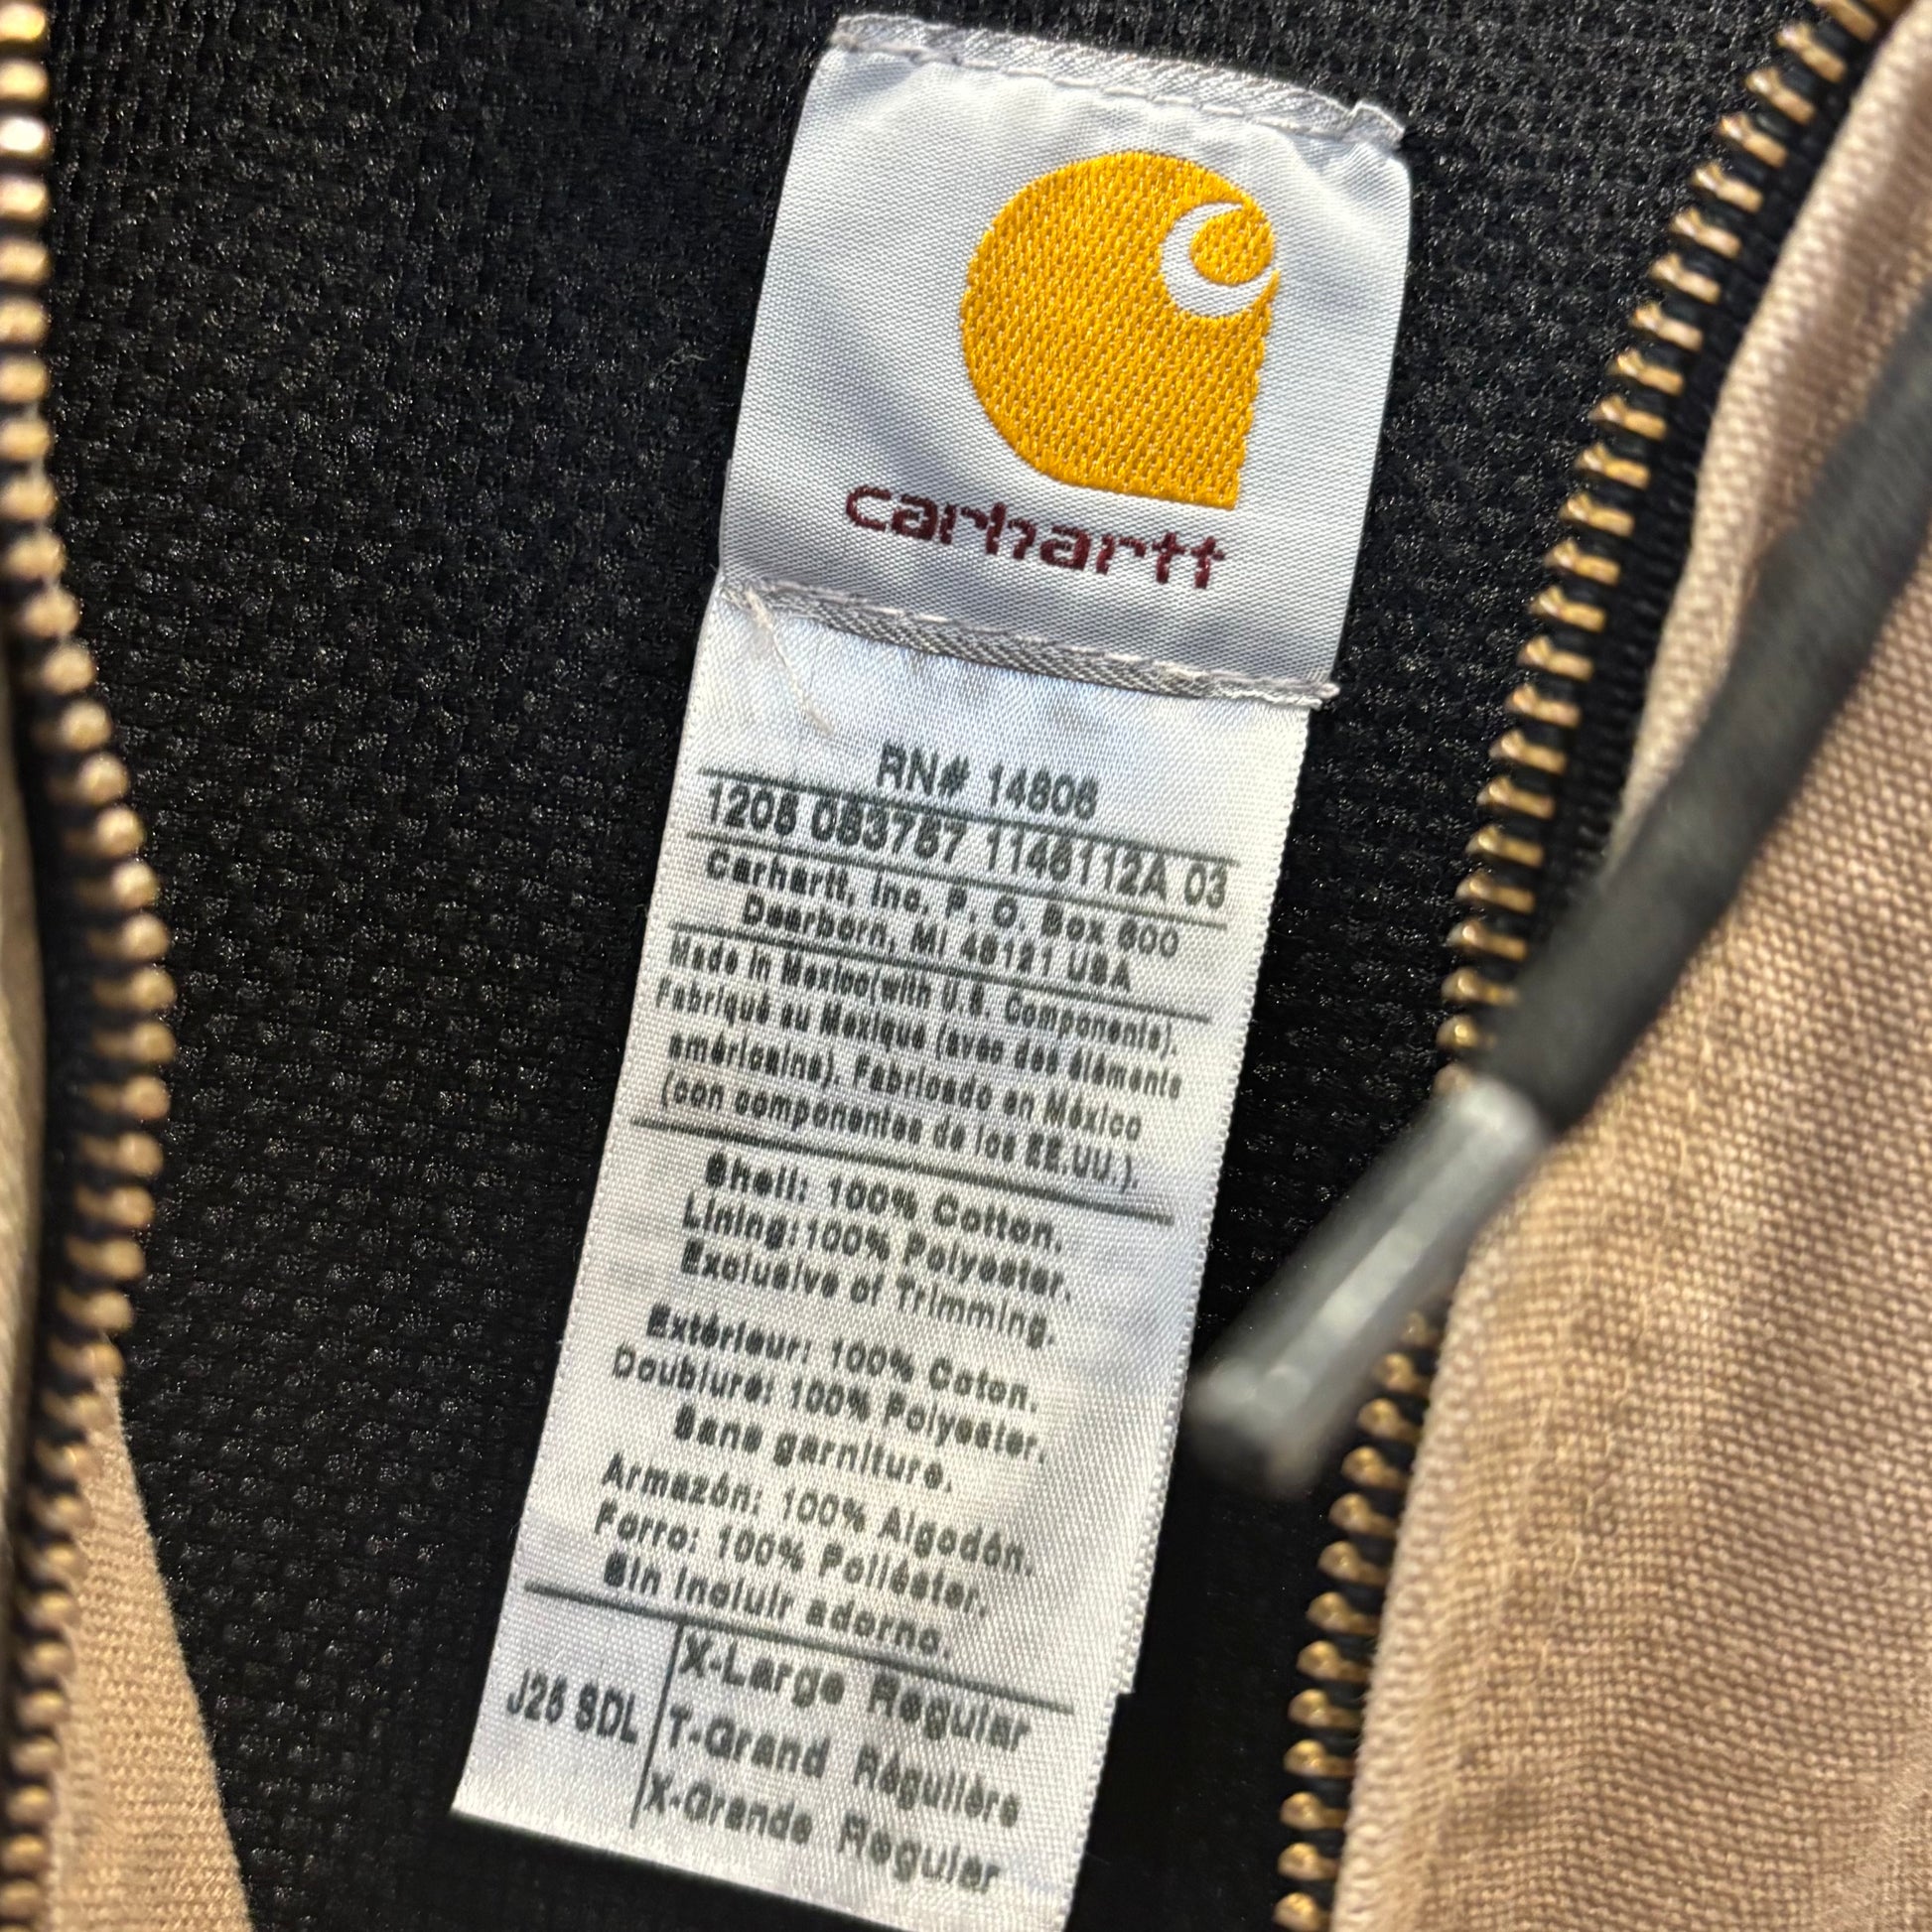 carhartt
RN# 14806
1208 083787 1146112A 03
Carhartt, Inc. P. O. Box 600
Dearborn, MI 48121 USA
Made in Mexico(with U.S. Components).
Fabriqué au Mexique (avec des éléments
américains). Fabricado en México
(con componentes de los EE.UU.).
Shell: 100% Cotton.
Lining:100% Polyester.
Exclusive of Trimming.
Extérieur: 100% Coton.
Doublure: 100% Polyester.
Sans garniture.
Armazón: 100% Algodón.
Forro: 100% Poliéster.
Sin incluir adorno.
J25 SDL
X-Large Regular
T-Grand Régulière
X-Grande Regular